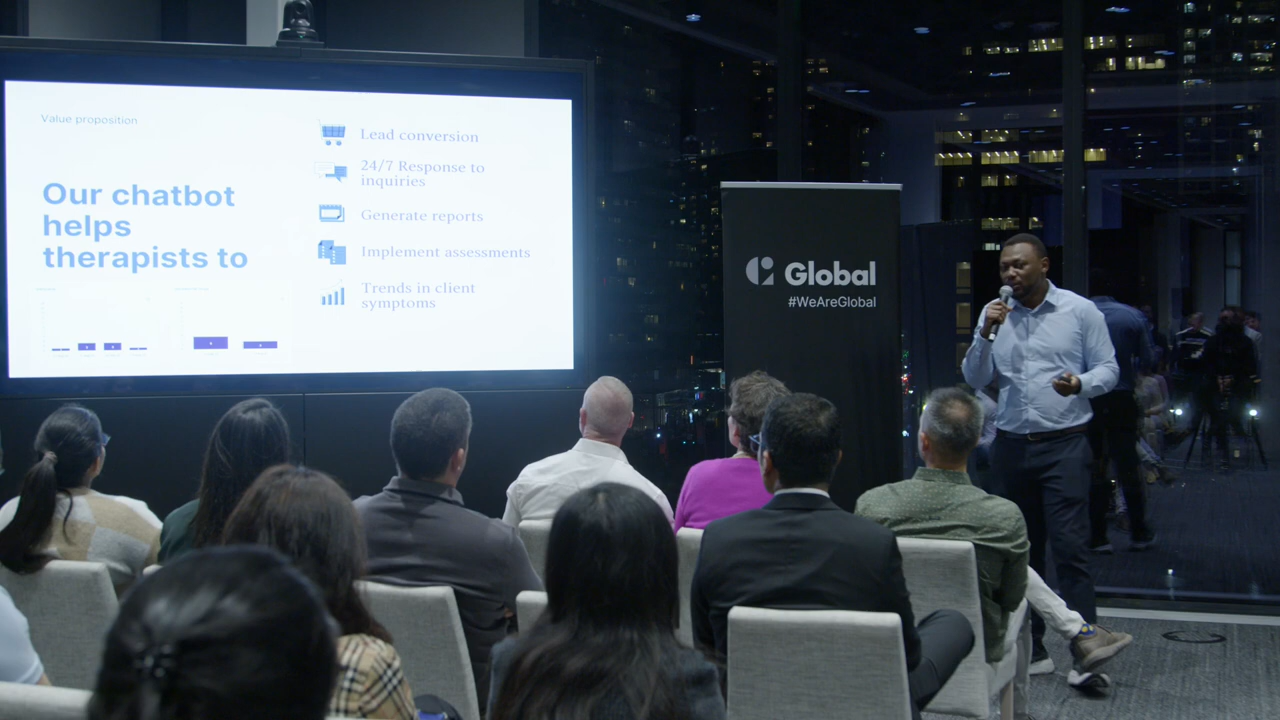 Value proposition
Our chatbot
helps
therapists to
Lead conversion
24/7 Response to
inquiries
Generate reports
Implement assessments
Trends in client
symptoms
Global
#WeAreGlobal